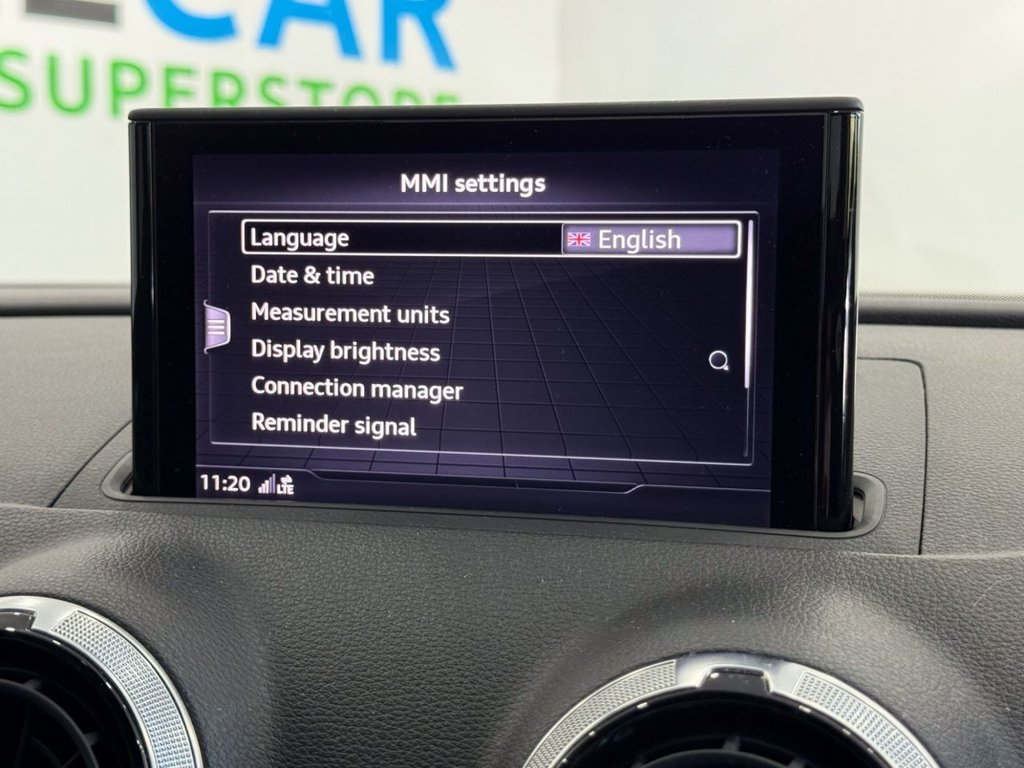 CAR
SUPERSTORE
MMI settings
Language English
Date & time
Measurement units
Display brightness
Connection manager
Reminder signal
11:20 LTE